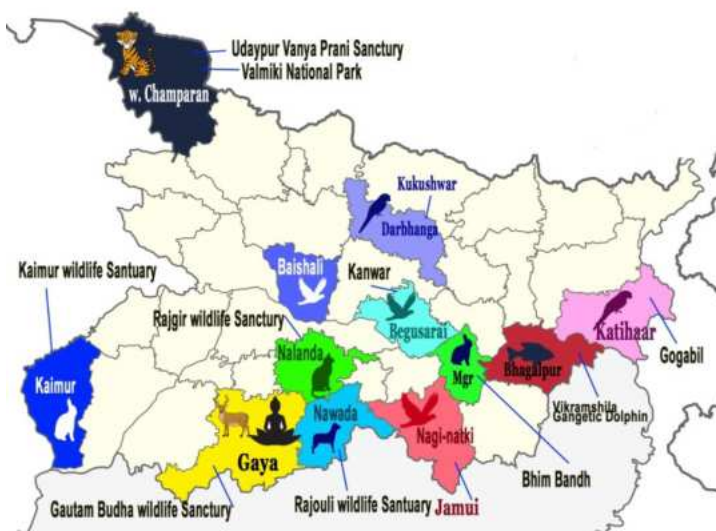 Udaypur Vanya Prani Sanctury
Valmiki National Park
w. Champaran
Kukushwar
Darbhanga
Kaimur wildlife Santuary
Baishali
Kanwar
Rajgir wildlife Sanctury
Begusarai
Katihaar
Nalanda
Gogabil
Kaimur
Mgr
Bhagalpur
Vikramshila
Gangetic Dolphin
Nawada
Nagi-natki
Gaya
Bhim Bandh
Gautam Budha wildlife Sanctury
Rajouli wildlife Santuary
Jamui